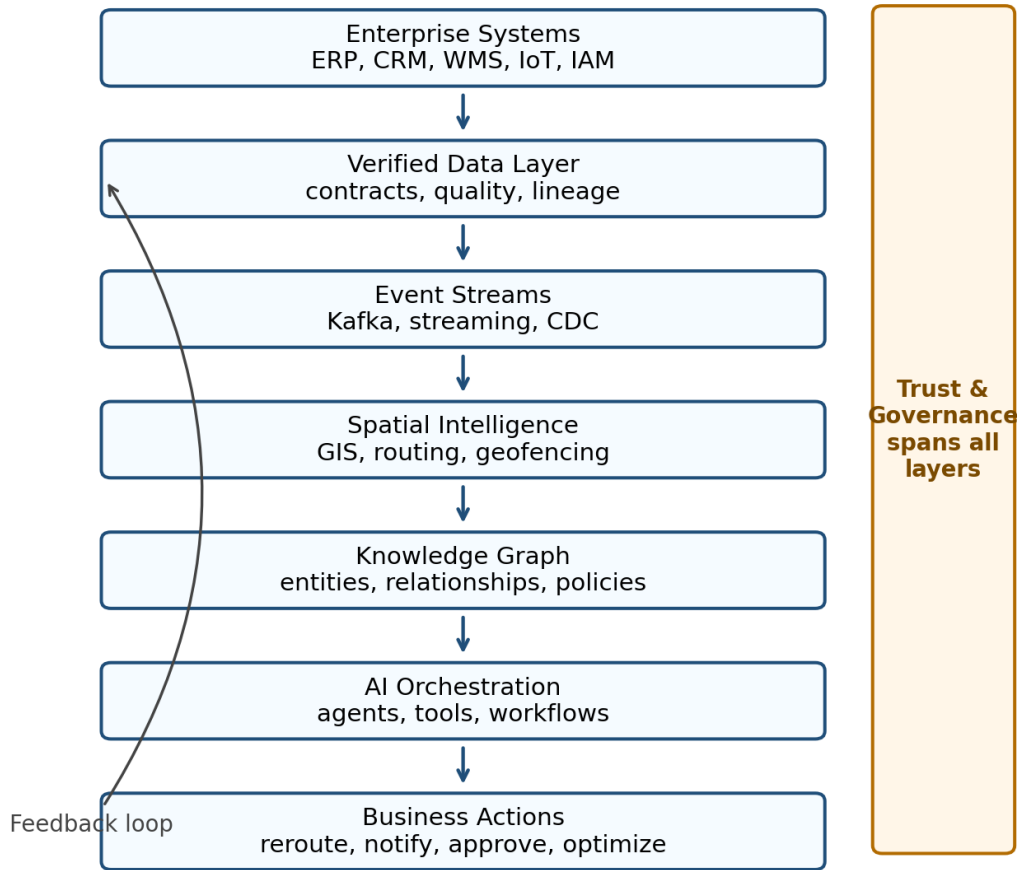 Enterprise Systems
ERP, CRM, WMS, IoT, IAM
Verified Data Layer
contracts, quality, lineage
Event Streams
Kafka, streaming, CDC
Spatial Intelligence
GIS, routing, geofencing
Knowledge Graph
entities, relationships, policies
AI Orchestration
agents, tools, workflows
Business Actions
reroute, notify, approve, optimize
Feedback loop
Trust &
Governance
spans all
layers